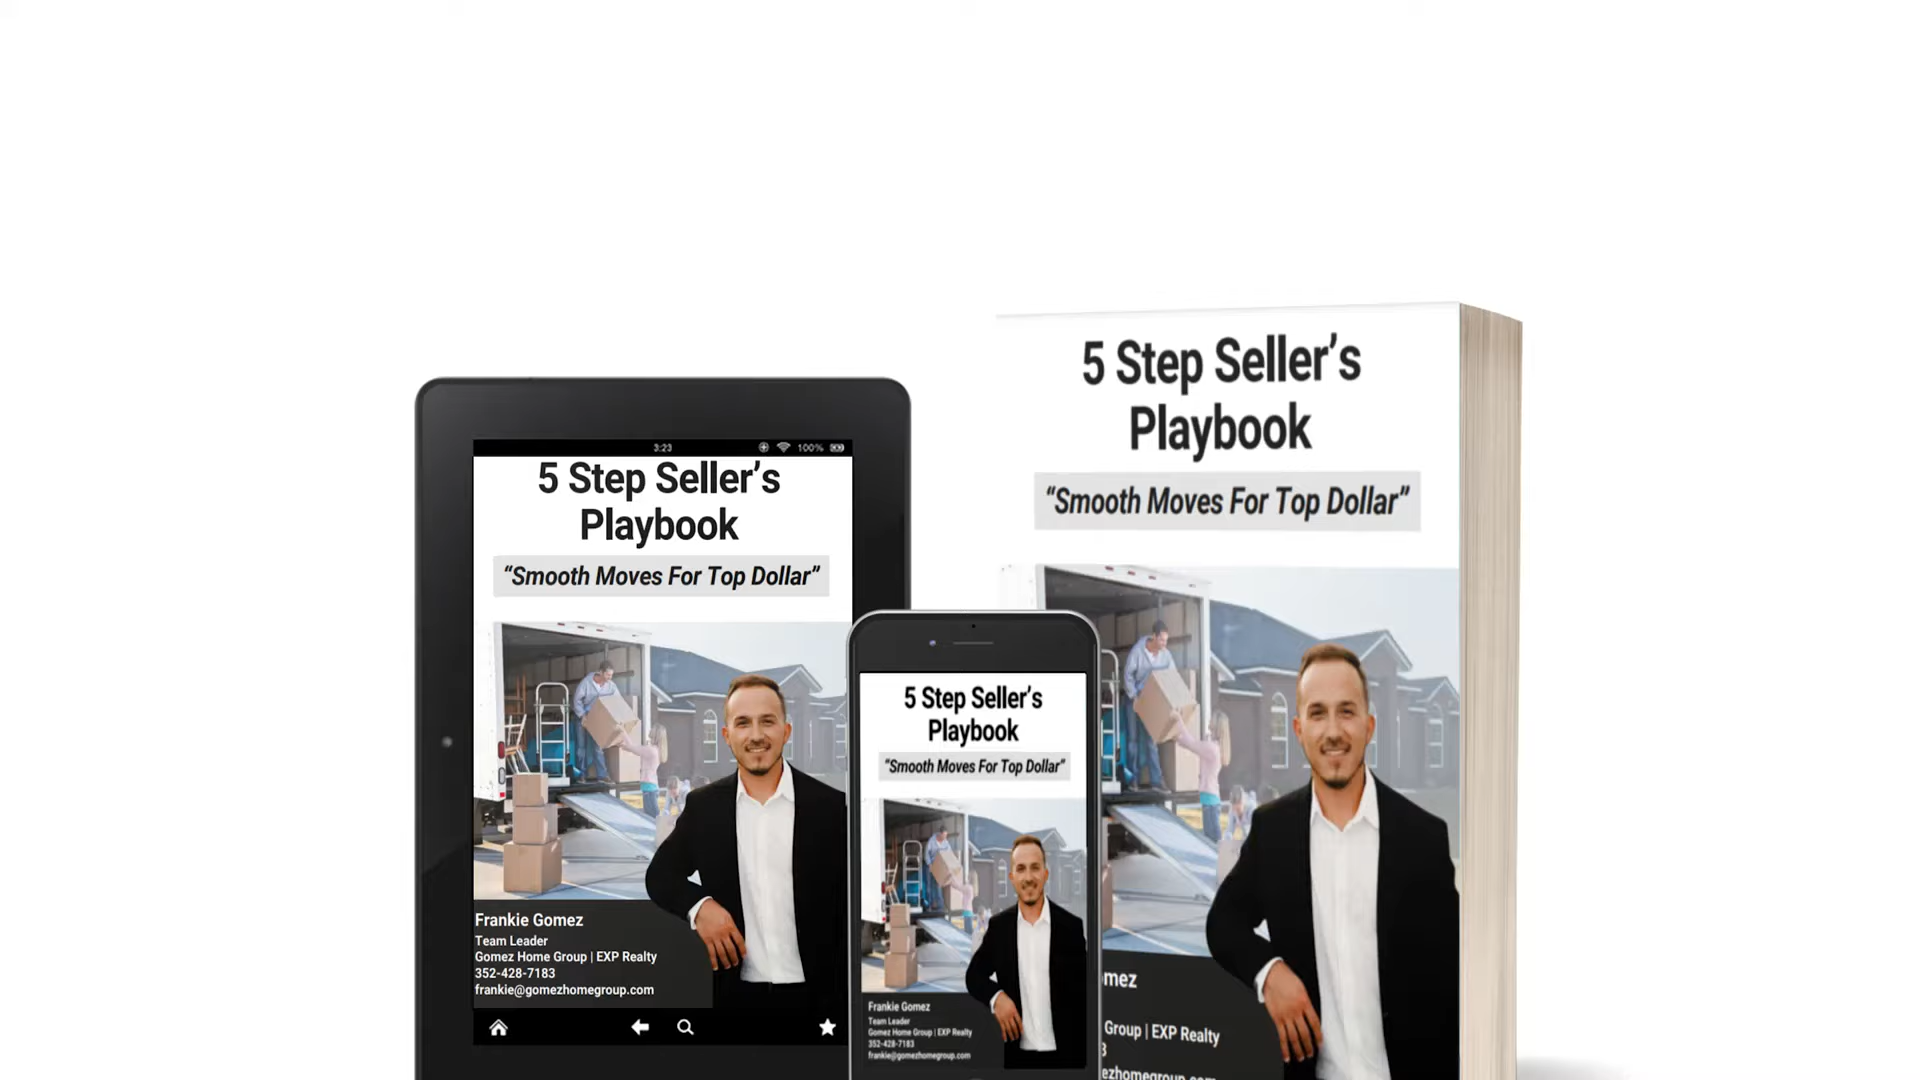 3:23
100%
5 Step Seller’s
Playbook
“Smooth Moves For Top Dollar”
Frankie Gomez
Team Leader
Gomez Home Group | EXP Realty
352-428-7183
frankie@gomezhomegroup.com
5 Step Seller’s
Playbook
“Smooth Moves For Top Dollar”
Frankie Gomez
Team Leader
Gomez Home Group | EXP Realty
352-428-7183
frankie@gomezhomegroup.com
5 Step Seller’s
Playbook
“Smooth Moves For Top Dollar”
mez
Group | EXP Realty
3
ezhomegroup.com